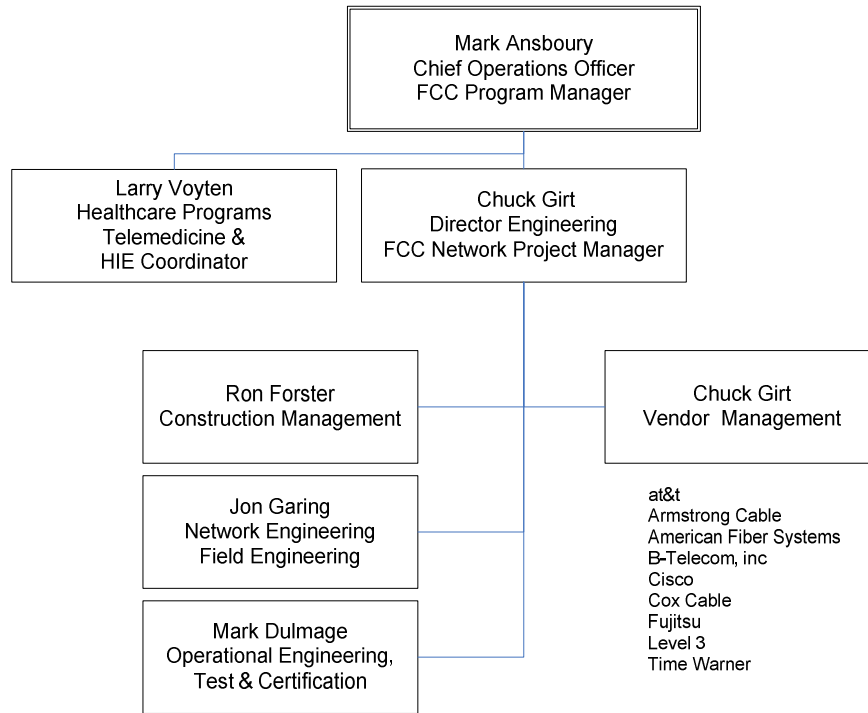 Mark Ansboury
Chief Operations Officer
FCC Program Manager
Larry Voyten
Healthcare Programs
Telemedicine &
HIE Coordinator
Chuck Girt
Director Engineering
FCC Network Project Manager
Ron Forster
Construction Management
Chuck Girt
Vendor Management
Jon Garing
Network Engineering
Field Engineering
Mark Dulmage
Operational Engineering,
Test & Certification
at&t
Armstrong Cable
American Fiber Systems
B-Telecom, inc
Cisco
Cox Cable
Fujitsu
Level 3
Time Warner